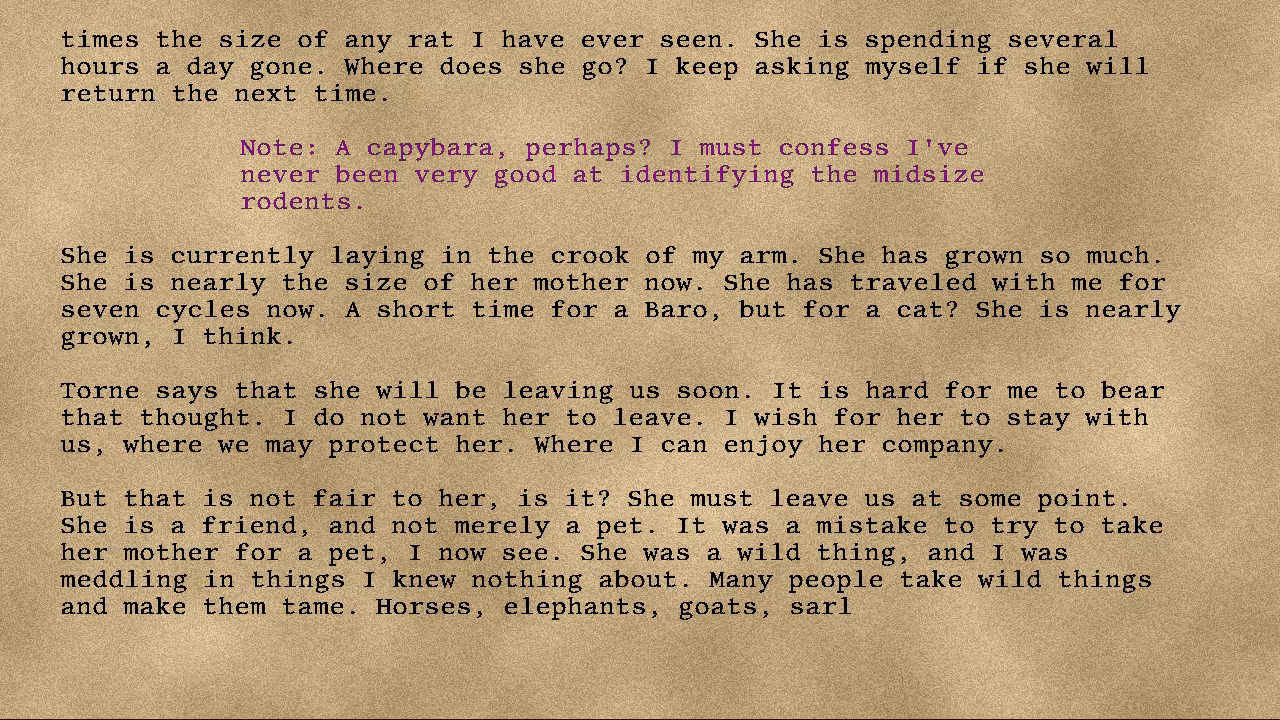 times the size of any rat I have ever seen. She is spending several
hours a day gone. Where does she go? I keep asking myself if she will
return the next time.
Note: A capybara, perhaps? I must confess I've
never been very good at identifying the midsize
rodents.
She is currently laying in the crook of my arm. She has grown so much.
She is nearly the size of her mother now. She has traveled with me for
seven cycles now. A short time for a Baro, but for a cat? She is nearly
grown, I think.
Torne says that she will be leaving us soon. It is hard for me to bear
that thought. I do not want her to leave. I wish for her to stay with
us, where we may protect her. Where I can enjoy her company.
But that is not fair to her, is it? She must leave us at some point.
She is a friend, and not merely a pet. It was a mistake to try to take
her mother for a pet, I now see. She was a wild thing, and I was
meddling in things I knew nothing about. Many people take wild things
and make them tame. Horses, elephants, goats, sarl